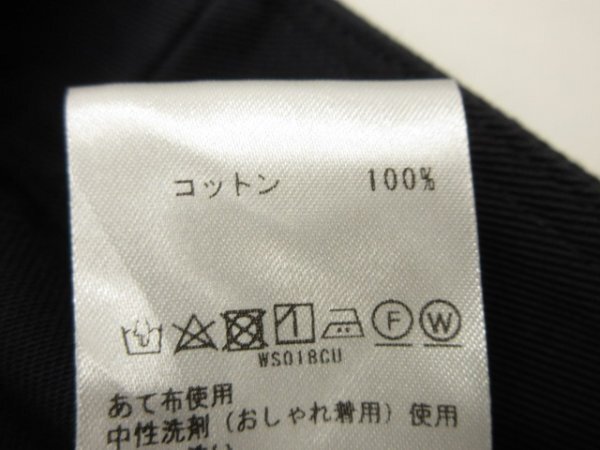 コットン 100%
F W
WS018CU
あて布使用
中性洗剤(おしゃれ着用)使用